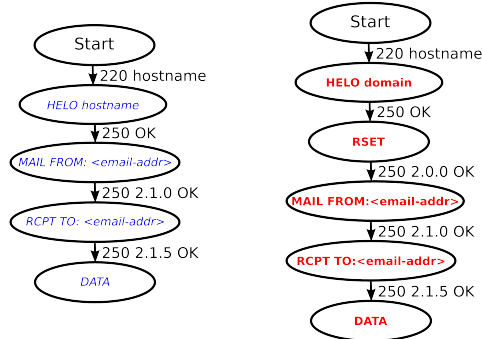 Start
220 hostname
HELO hostname
250 OK
MAIL FROM: <email-addr>
250 2.1.0 OK
RCPT TO: <email-addr>
250 2.1.5 OK
DATA
Start
220 hostname
HELO domain
250 OK
RSET
250 2.0.0 OK
MAIL FROM:<email-addr>
250 2.1.0 OK
RCPT TO:<email-addr>
250 2.1.5 OK
DATA